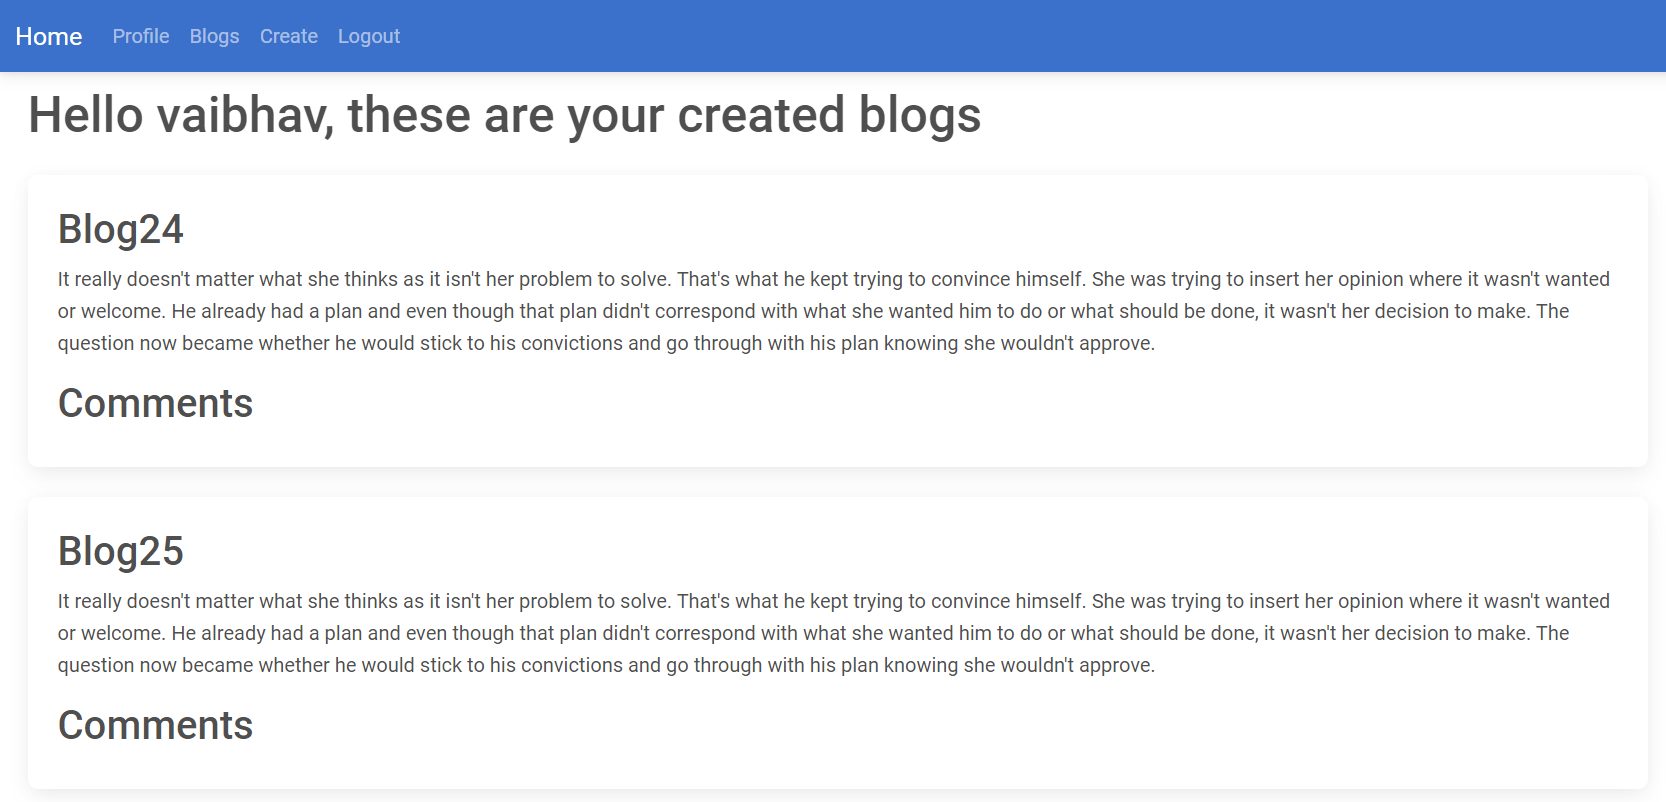 Home Profile Blogs Create Logout
Hello vaibhav, these are your created blogs
Blog24
It really doesn't matter what she thinks as it isn't her problem to solve. That's what he kept trying to convince himself. She was trying to insert her opinion where it wasn't wanted
or welcome. He already had a plan and even though that plan didn't correspond with what she wanted him to do or what should be done, it wasn't her decision to make. The
question now became whether he would stick to his convictions and go through with his plan knowing she wouldn't approve.
Comments
Blog25
It really doesn't matter what she thinks as it isn't her problem to solve. That's what he kept trying to convince himself. She was trying to insert her opinion where it wasn't wanted
or welcome. He already had a plan and even though that plan didn't correspond with what she wanted him to do or what should be done, it wasn't her decision to make. The
question now became whether he would stick to his convictions and go through with his plan knowing she wouldn't approve.
Comments